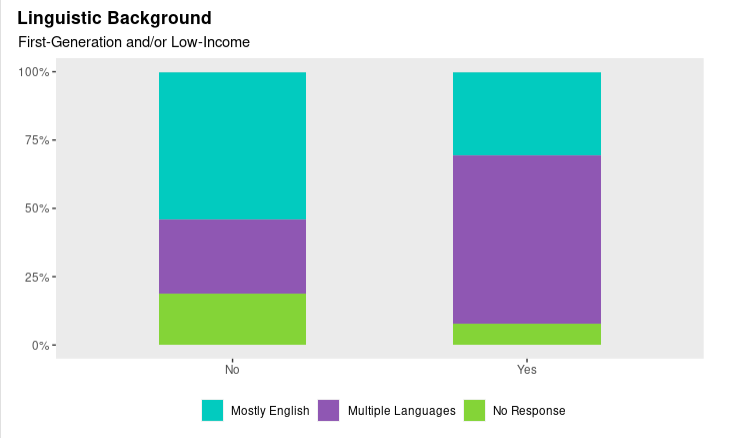 Linguistic Background
First-Generation and/or Low-Income
100%
75%
50%
25%
0%
No Yes
Mostly English Multiple Languages No Response